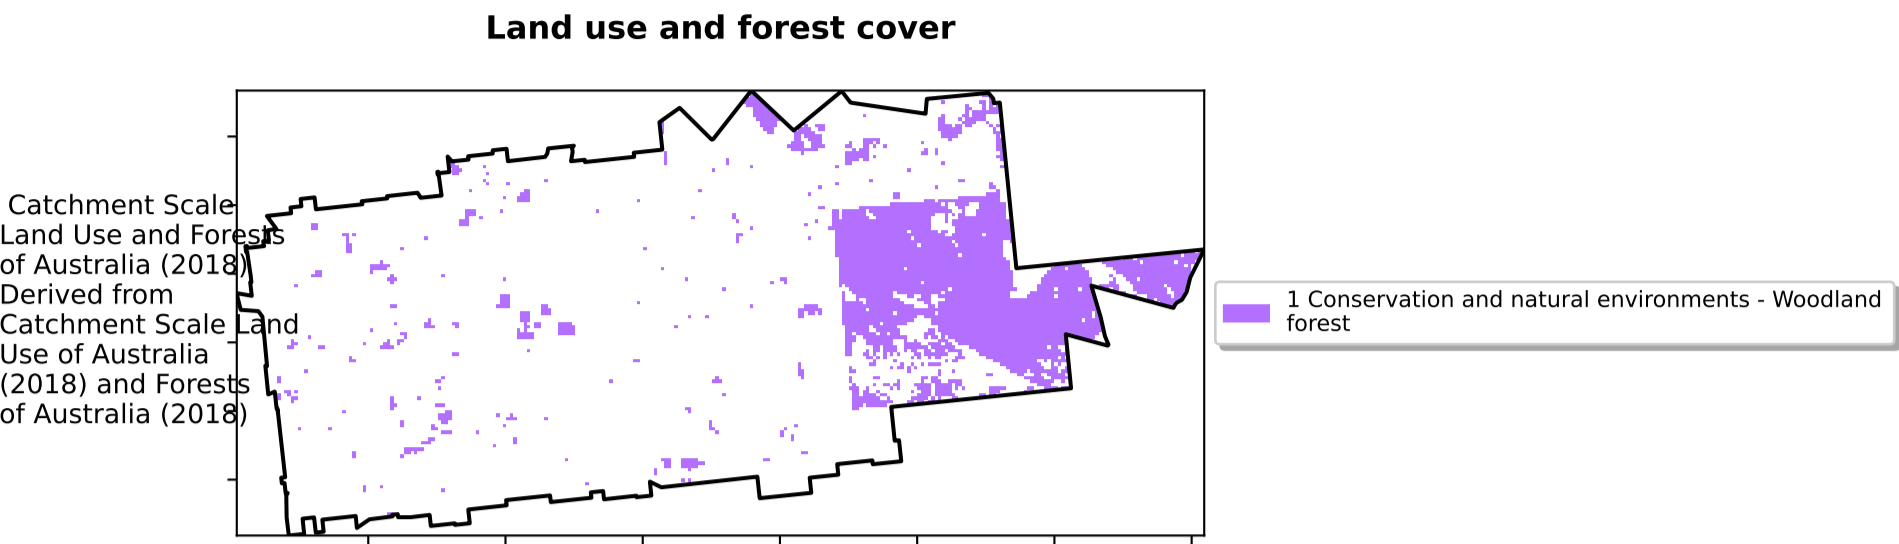 Land use and forest cover
Catchment Scale
Land Use and Forests
of Australia (2018)
Derived from
Catchment Scale Land
Use of Australia
(2018) and Forests
of Australia (2018)
1 Conservation and natural environments - Woodland
forest